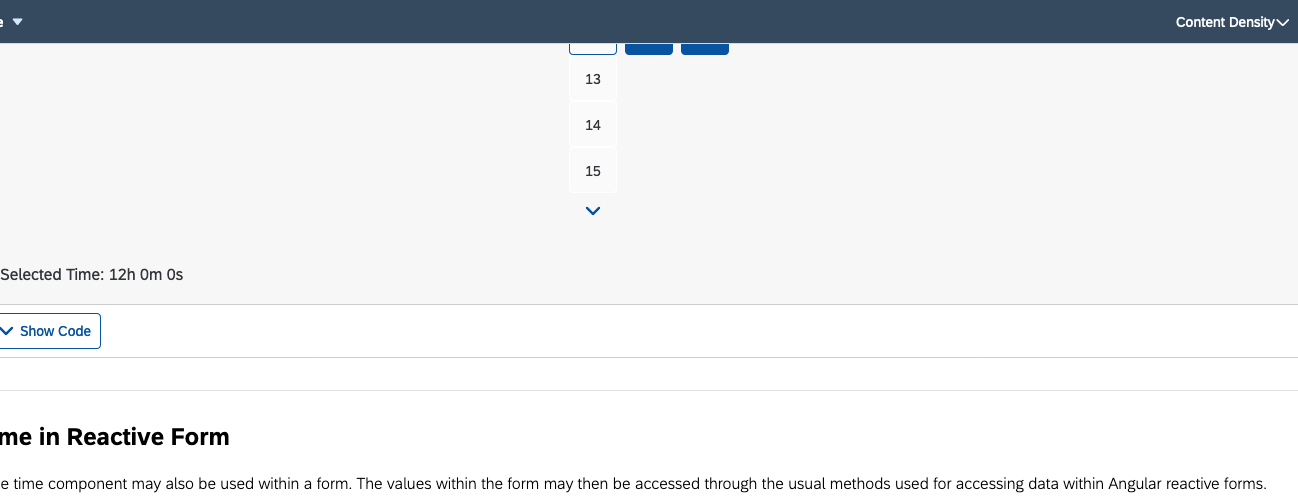 Content Density
13
14
15
Selected Time: 12h 0m 0s
Show Code
me in Reactive Form
e time component may also be used within a form. The values within the form may then be accessed through the usual methods used for accessing data within Angular reactive forms.